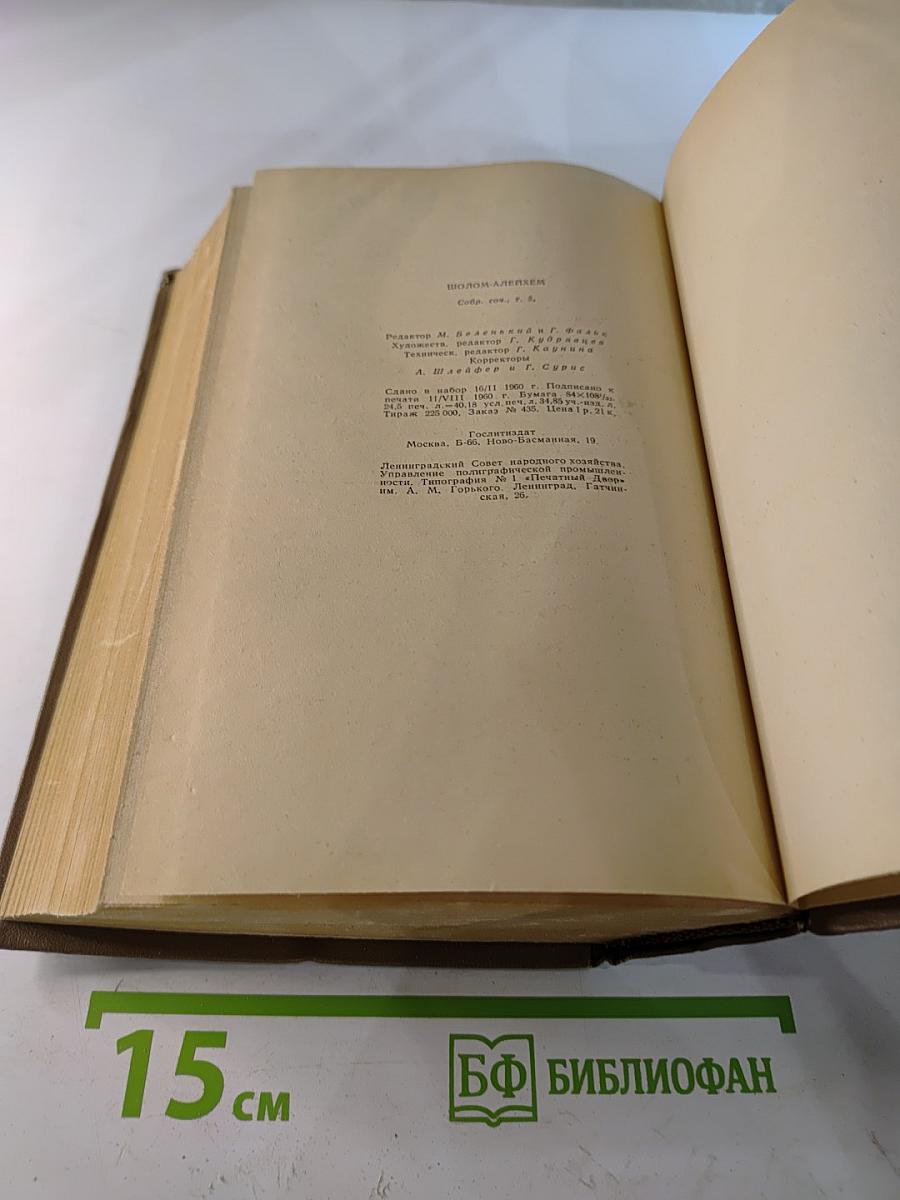 ШОЛОМ-АЛЕЙХЕМ
Собр. соч., т. 5.
Редактор М. Беленький и Г. Фальк
Художеств. редактор Г. Кудрявцев
Техническ. редактор Г. Каунина
Корректоры
А. Шлейфер и Г. Сурис
Сдано в набор 16/II 1960 г. Подписано к
печати 11/VIII 1960 г. Бумага 84×108¹/₃₂.
24,5 печ. л.=40,18 усл. печ. л. 34,85 уч.-изд. л.
Тираж 225 000. Заказ № 435. Цена 1 р. 21 к.
Гослитиздат
Москва, Б-66, Ново-Басманная, 19.
Ленинградский Совет народного хозяйства.
Управление полиграфической промышлен-
ности. Типография № 1 «Печатный Двор»
им. А. М. Горького. Ленинград, Гатчин-
ская, 26.
15 см
БФ БИБЛИОФАН